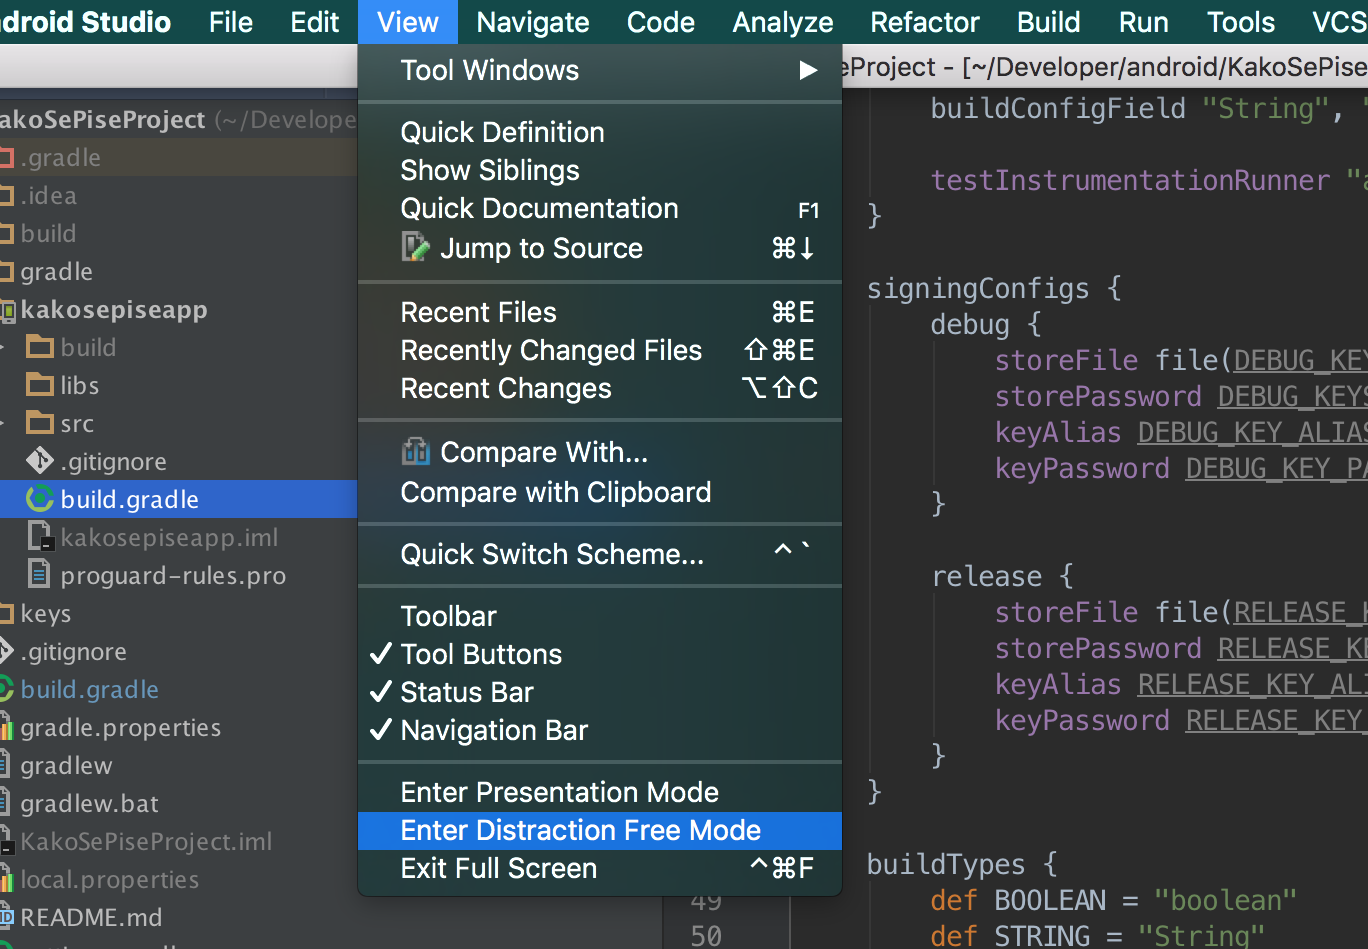 droid Studio File Edit View Navigate Code Analyze Refactor Build Run Tools VCS
eProject - [~/Developer/android/KakoSePise
akoSePiseProject (~/Develope
.gradle
.idea
build
gradle
kakosepiseapp
build
libs
src
.gitignore
build.gradle
kakosepiseapp.iml
proguard-rules.pro
keys
.gitignore
build.gradle
gradle.properties
gradlew
gradlew.bat
KakoSePiseProject.iml
local.properties
README.md
Tool Windows ▶
Quick Definition
Show Siblings
Quick Documentation F1
Jump to Source ⌘↓
Recent Files ⌘E
Recently Changed Files ⇧⌘E
Recent Changes ⌥⇧C
Compare With...
Compare with Clipboard
Quick Switch Scheme... ^`
Toolbar
✓ Tool Buttons
✓ Status Bar
✓ Navigation Bar
Enter Presentation Mode
Enter Distraction Free Mode
Exit Full Screen ^⌘F
buildConfigField "String", "
testInstrumentationRunner "a
}
signingConfigs {
debug {
storeFile file(DEBUG_KEY
storePassword DEBUG_KEYS
keyAlias DEBUG_KEY_ALIAS
keyPassword DEBUG_KEY_PA
}
release {
storeFile file(RELEASE_K
storePassword RELEASE_KE
keyAlias RELEASE_KEY_ALI
keyPassword RELEASE_KEY_
}
}
buildTypes {
49 def BOOLEAN = "boolean"
50 def STRING = "String"